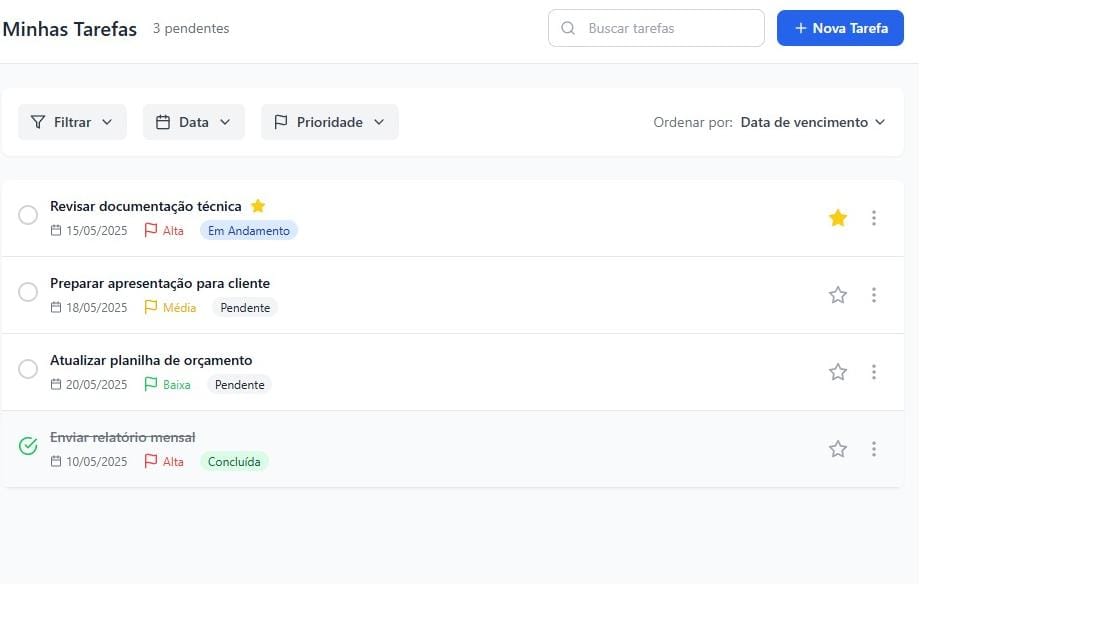 Minhas Tarefas 3 pendentes Buscar tarefas + Nova Tarefa
Filtrar Data Prioridade Ordenar por: Data de vencimento
Revisar documentação técnica
15/05/2025 Alta Em Andamento
Preparar apresentação para cliente
18/05/2025 Média Pendente
Atualizar planilha de orçamento
20/05/2025 Baixa Pendente
Enviar relatório mensal
10/05/2025 Alta Concluída